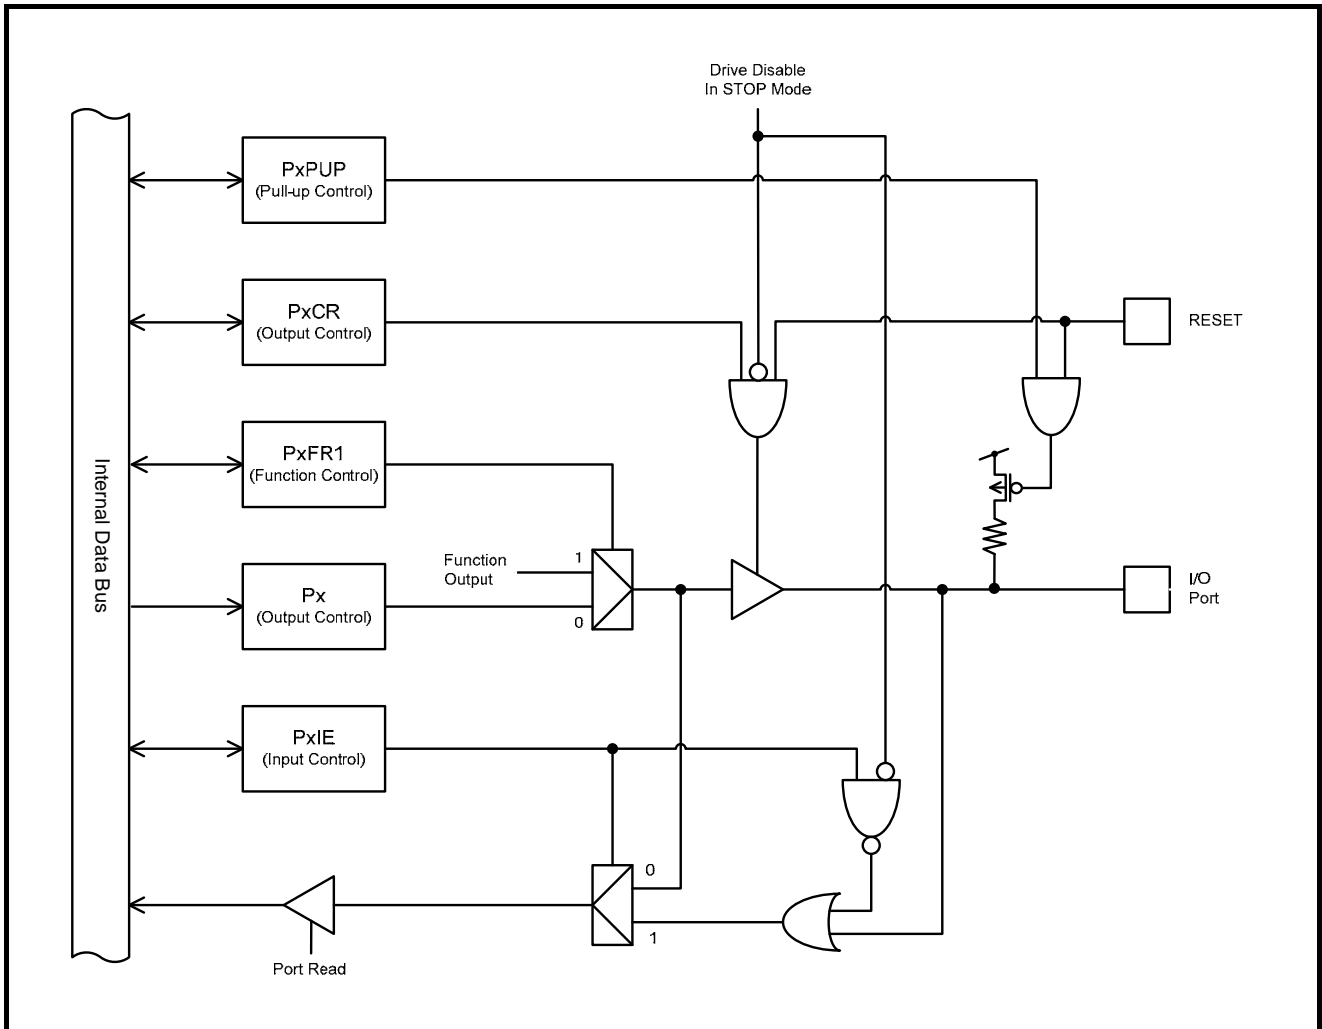 Drive Disable
In STOP Mode
PxPUP
(Pull-up Control)
PxCR
(Output Control)
RESET
PxFR1
(Function Control)
Internal Data Bus
Function
Output
1
0
Px
(Output Control)
I/O
Port
PxIE
(Input Control)
0
1
Port Read